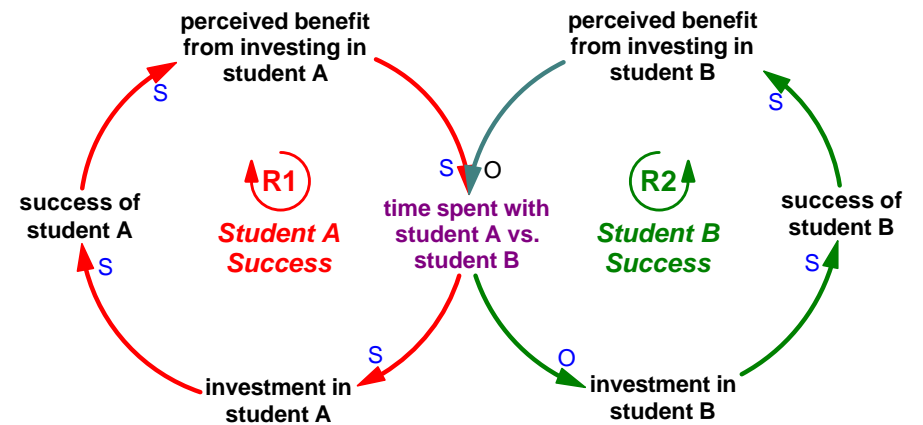 perceived benefit
from investing in
student A
perceived benefit
from investing in
student B
S
S
S
O
R1
R2
success of
student A
Student A
Success
time spent with
student A vs.
student B
Student B
Success
success of
student B
S
S
S
O
investment in
student A
investment in
student B